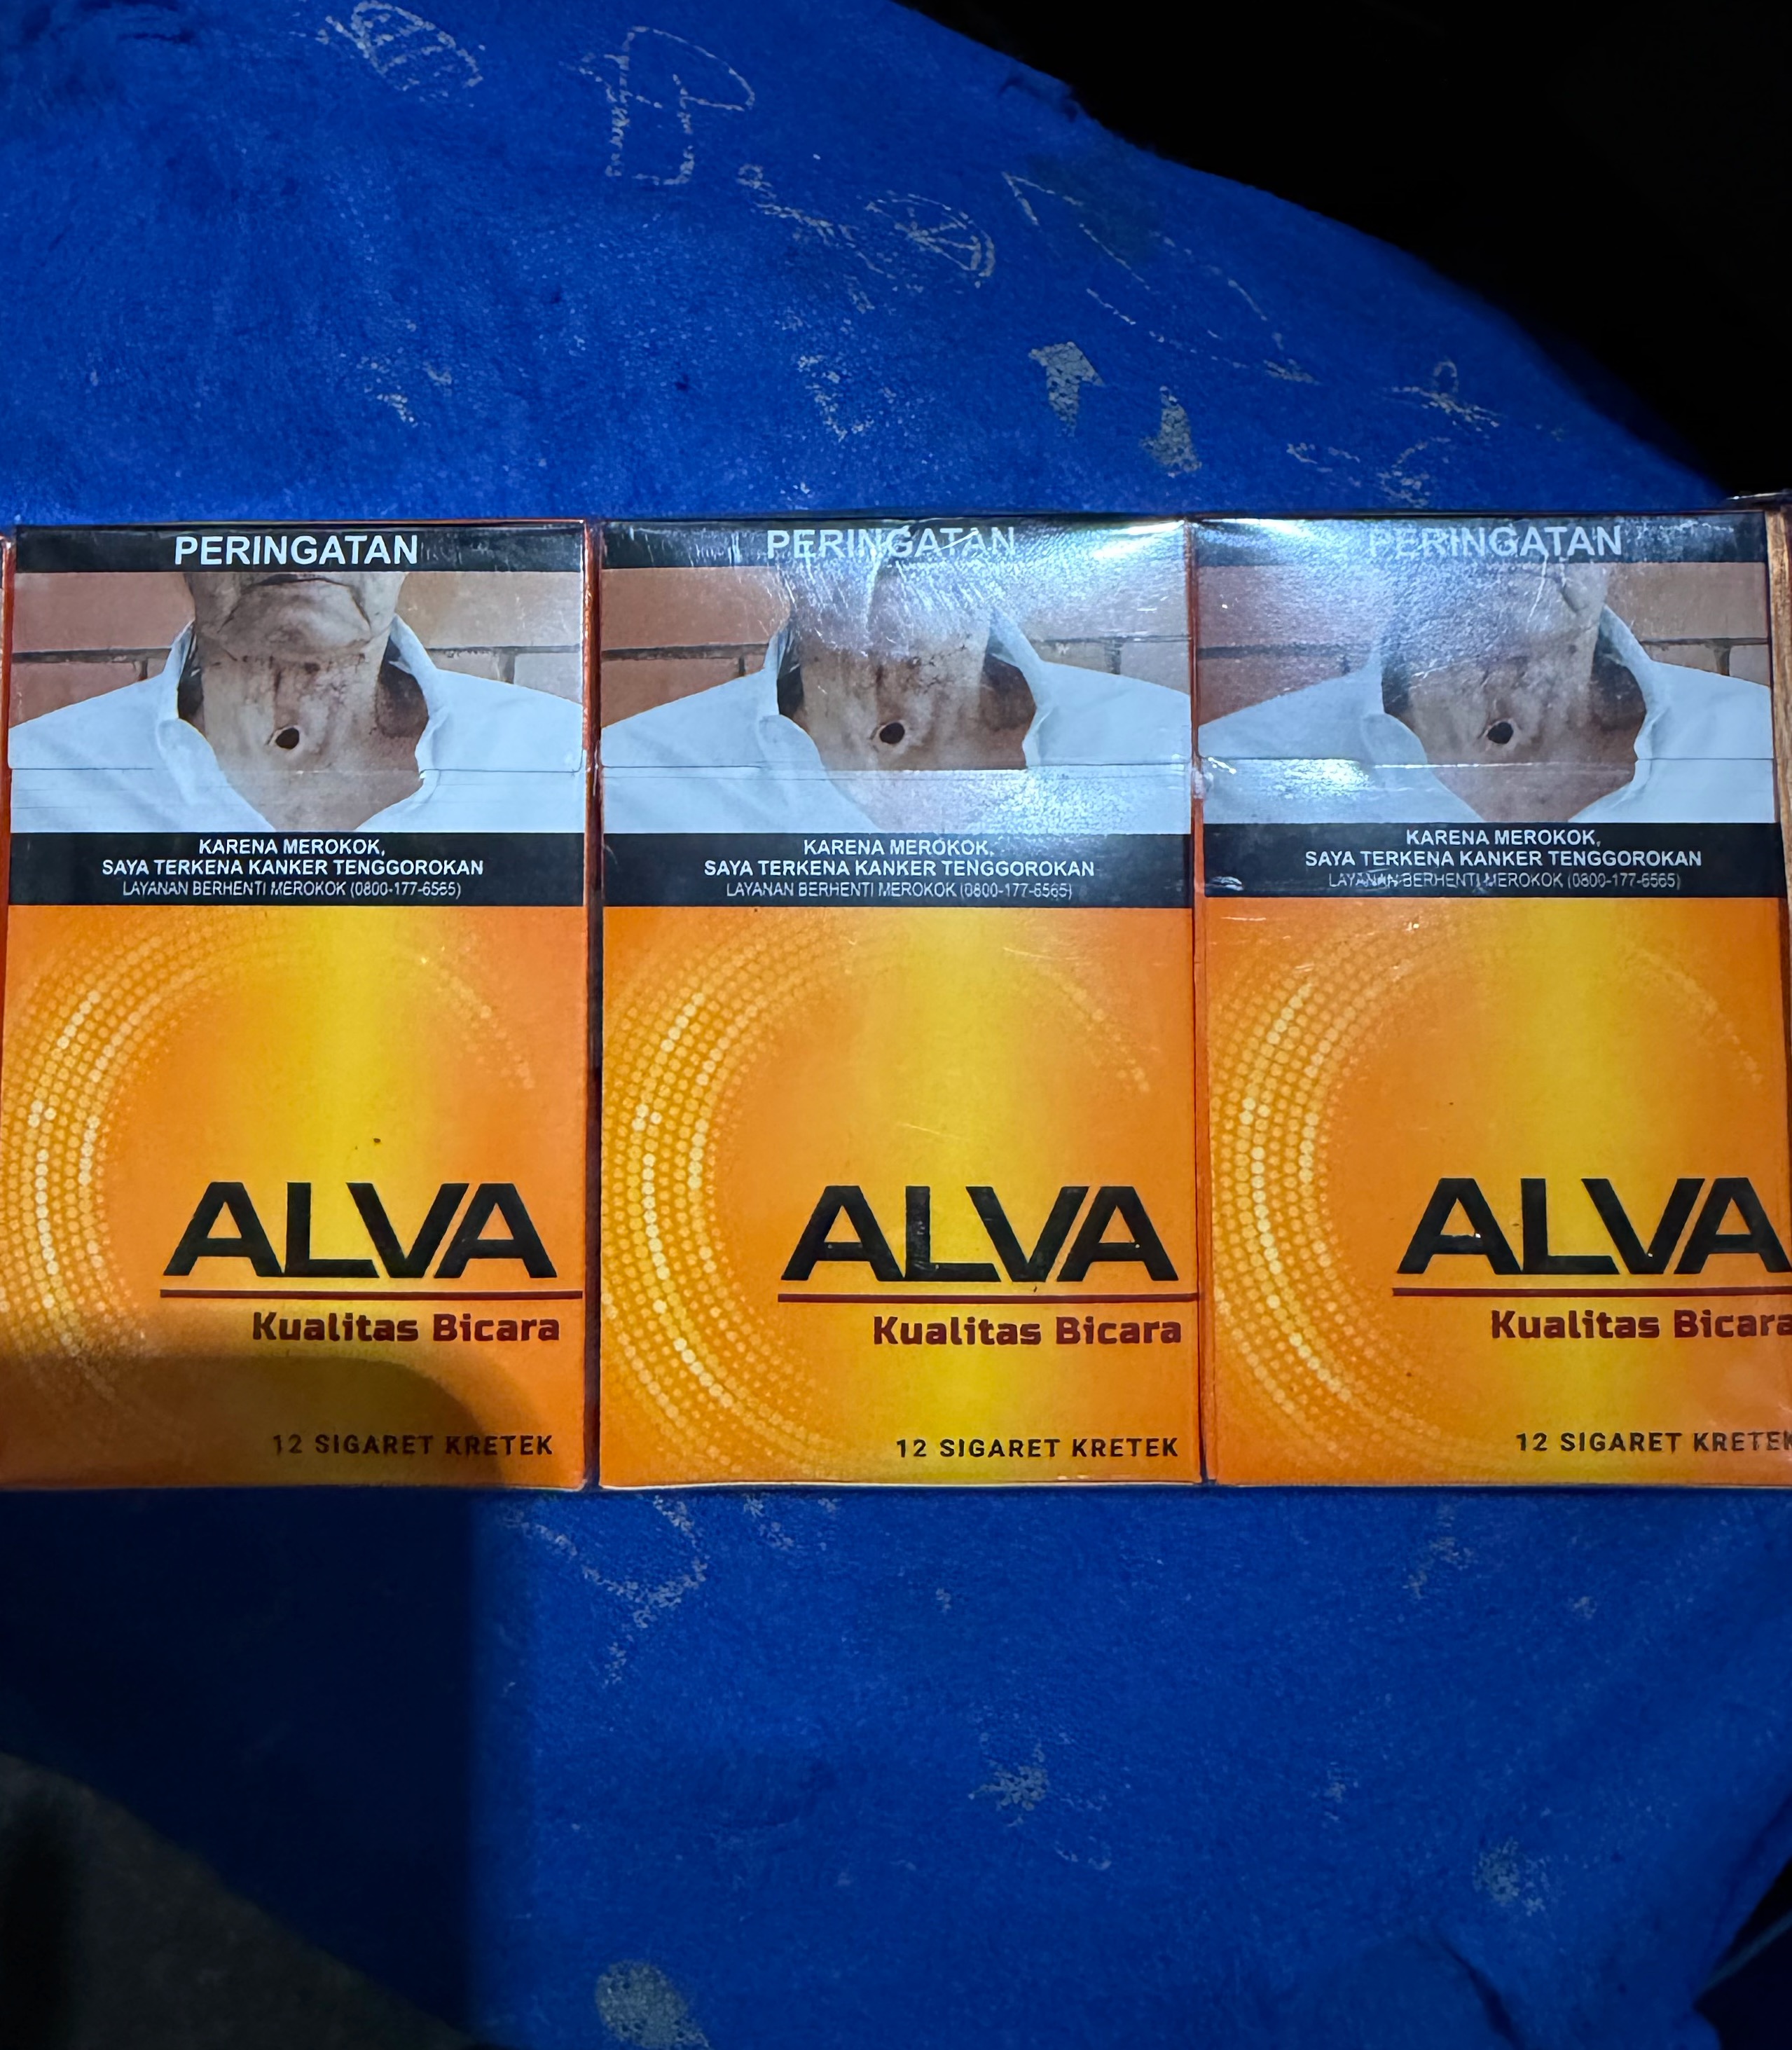 PERINGATAN
KARENA MEROKOK,
SAYA TERKENA KANKER TENGGOROKAN
LAYANAN BERHENTI MEROKOK (0800-177-6565)
ALVA
Kualitas Bicara
12 SIGARET KRETEK
PERINGATAN
KARENA MEROKOK,
SAYA TERKENA KANKER TENGGOROKAN
LAYANAN BERHENTI MEROKOK (0800-177-6565)
ALVA
Kualitas Bicara
12 SIGARET KRETEK
PERINGATAN
KARENA MEROKOK,
SAYA TERKENA KANKER TENGGOROKAN
LAYANAN BERHENTI MEROKOK (0800-177-6565)
ALVA
Kualitas Bicara
12 SIGARET KRETEK